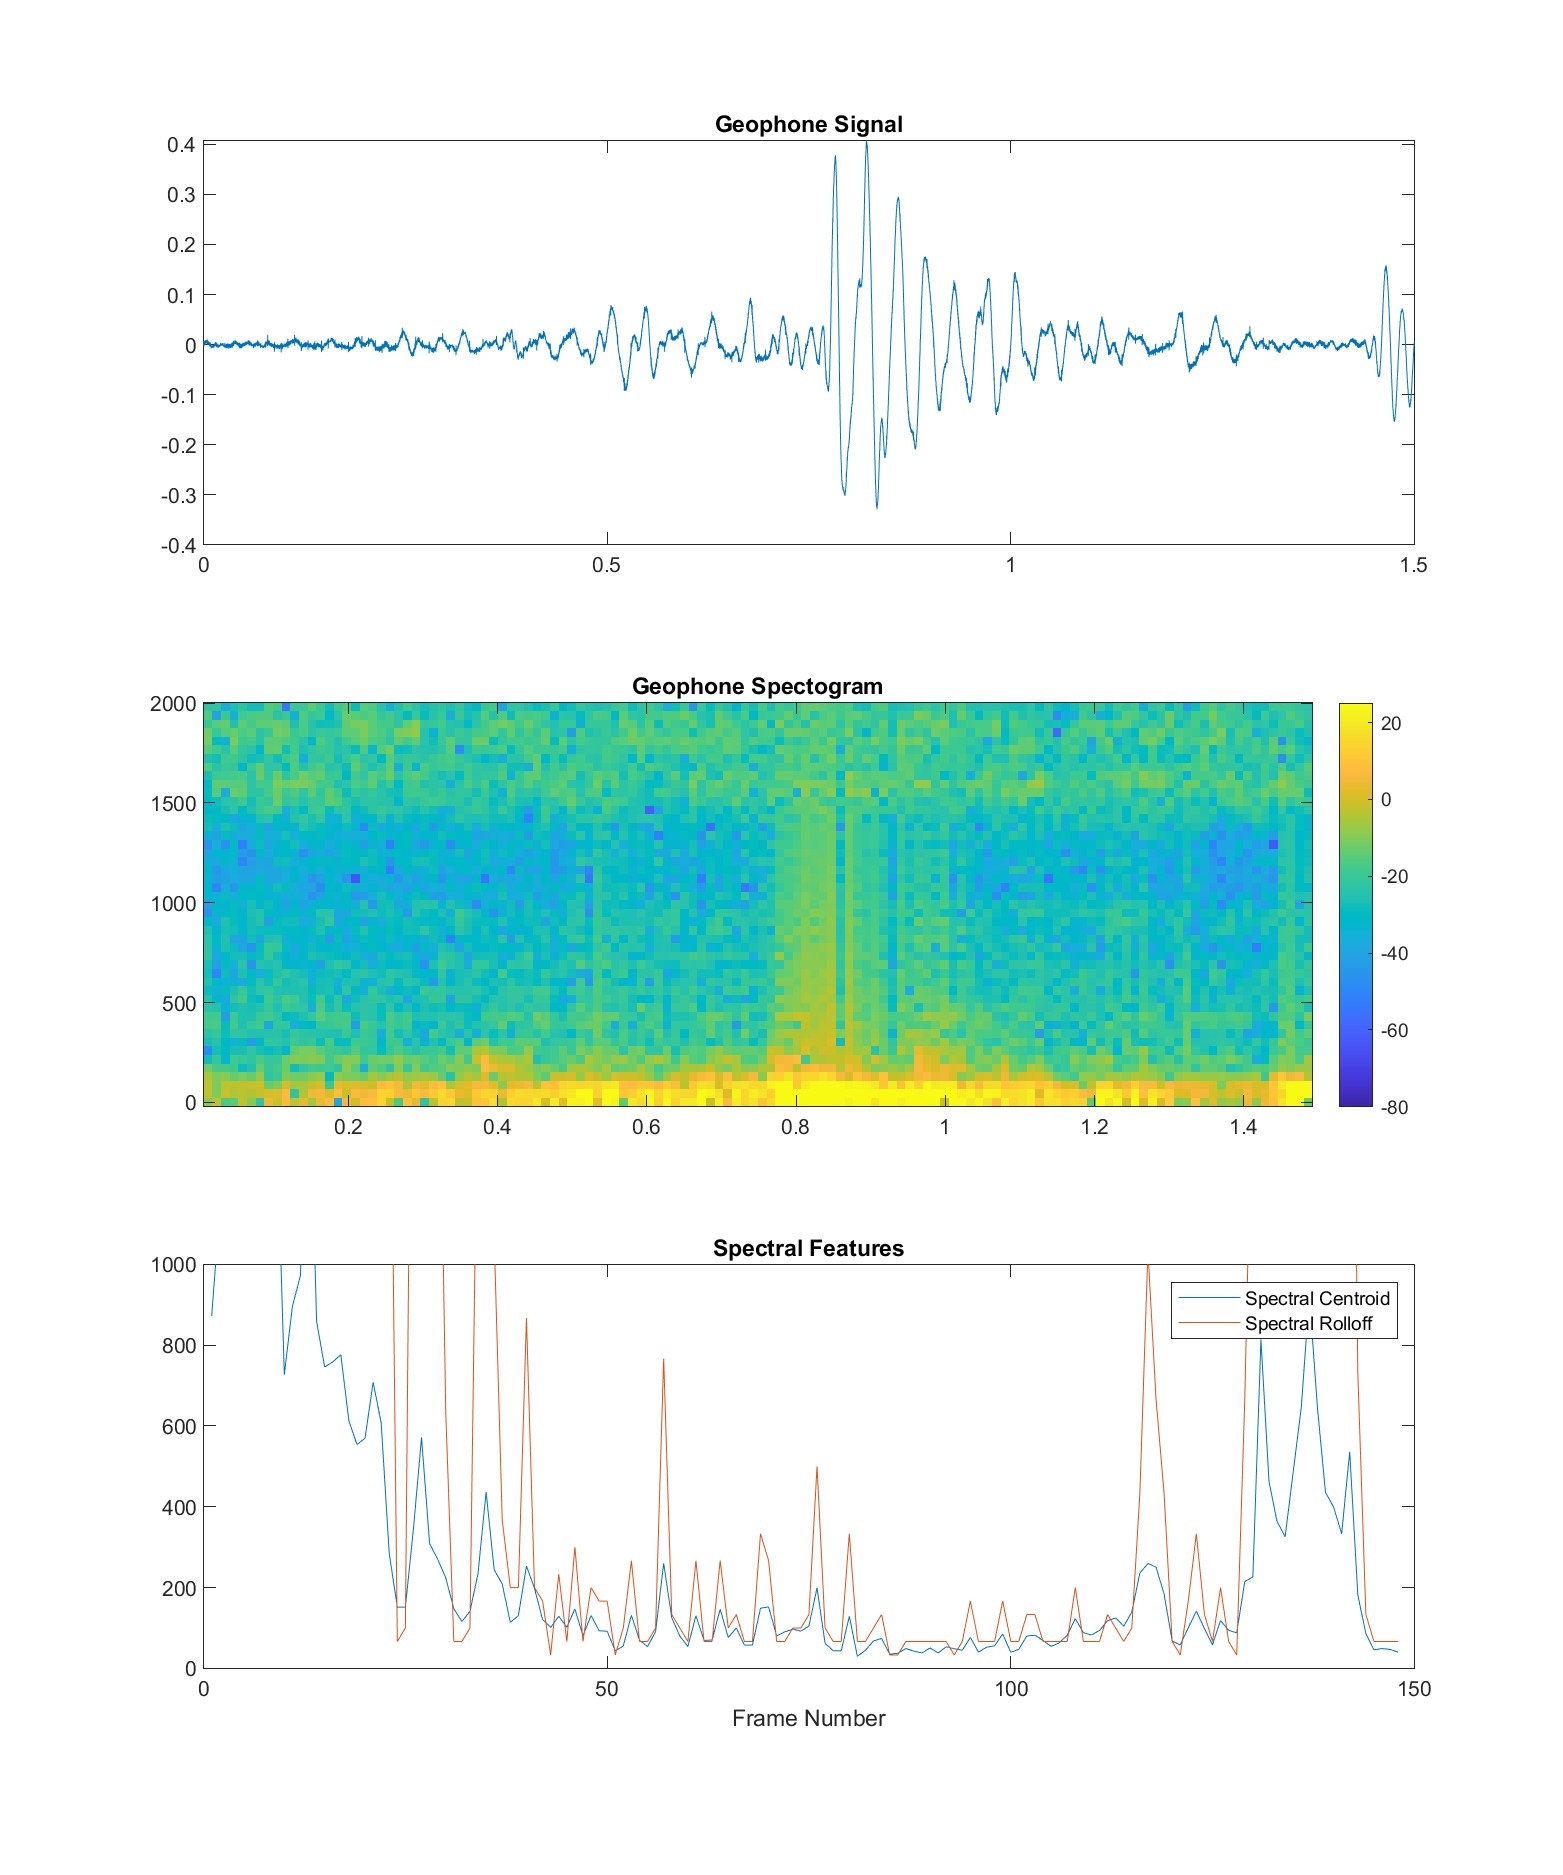 Geophone Signal
0.4
0.3
0.2
0.1
0
-0.1
-0.2
-0.3
-0.4
0 0.5 1 1.5
Geophone Spectogram
2000
1500
1000
500
0
20
0
-20
-40
-60
-80
0.2 0.4 0.6 0.8 1 1.2 1.4
Spectral Features
1000
800
600
400
200
0
Spectral Centroid
Spectral Rolloff
0 50 100 150
Frame Number